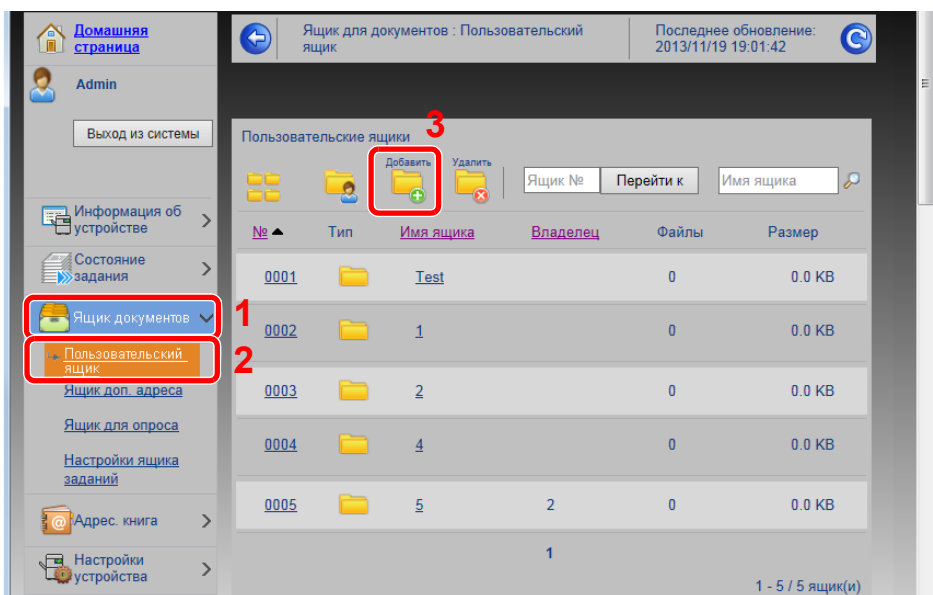 Домашняя
страница
Ящик для документов : Пользовательский
ящик
Последнее обновление:
2013/11/19 19:01:42
Admin
Выход из системы
Информация об
устройстве
Состояние
задания
Ящик документов
1
Пользовательский
ящик
2
Ящик доп. адреса
Ящик для опроса
Настройки ящика
заданий
Адрес. книга
Настройки
устройства
Пользовательские ящики
3
Добавить Удалить
Ящик № Перейти к Имя ящика
№ Тип Имя ящика Владелец Файлы Размер
0001 Test 0 0.0 KB
0002 1 0 0.0 KB
0003 2 0 0.0 KB
0004 4 0 0.0 KB
0005 5 2 0 0.0 KB
1
1 - 5 / 5 ящик(и)